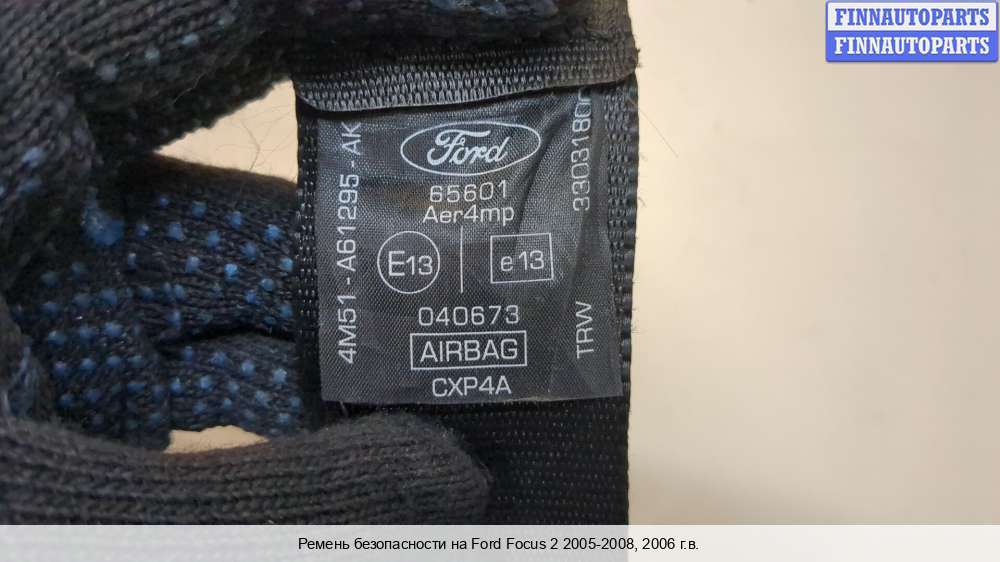 FINNAUTOPARTS
FINNAUTOPARTS
Ford
65601
Aer4mp
E13
e13
040673
AIRBAG
CXP4A
4M51-A61295-AK
TRW
Ремень безопасности на Ford Focus 2 2005-2008, 2006 г.в.